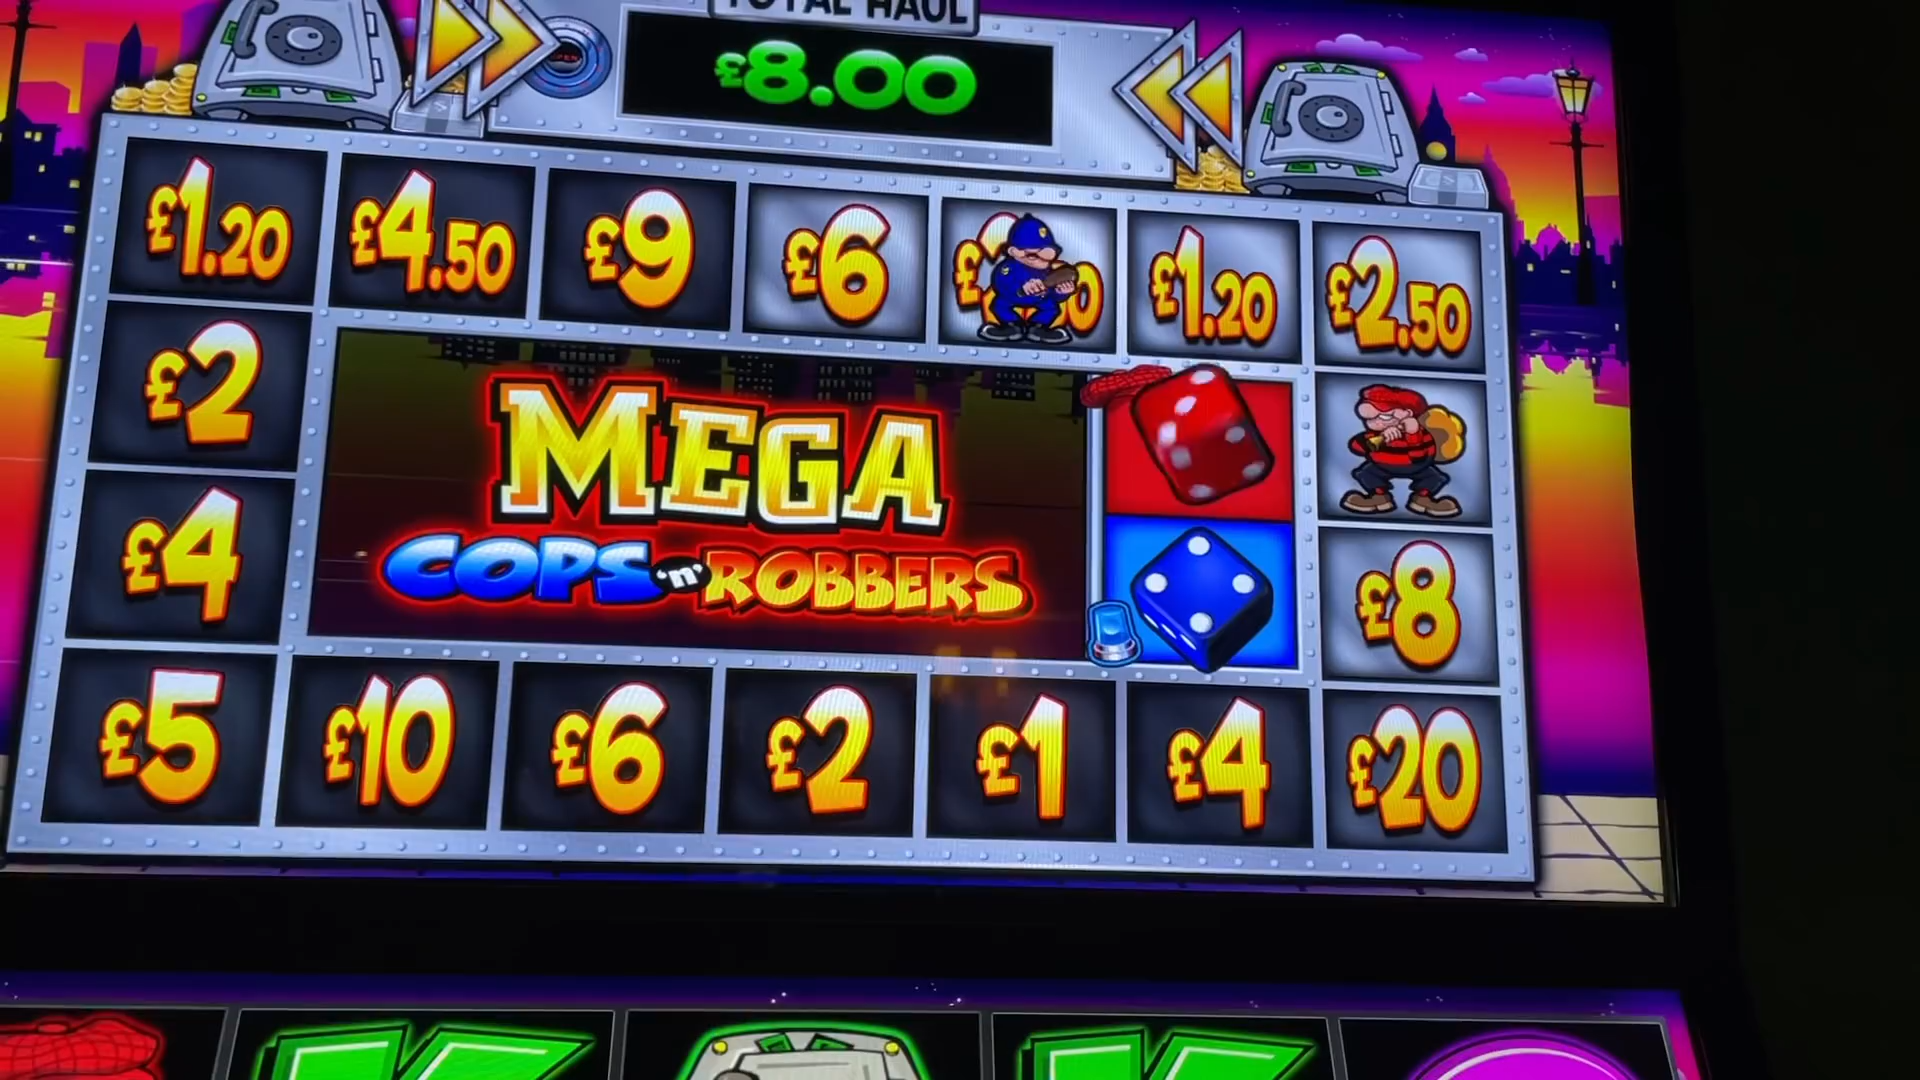 TOTAL HAUL
£8.00
OPEN
£1.20 £4.50 £9 £6 £1.20 £2.50
£2
£4
MEGA
COPS 'n' ROBBERS
£8
£5 £10 £6 £2 £1 £4 £20
K K